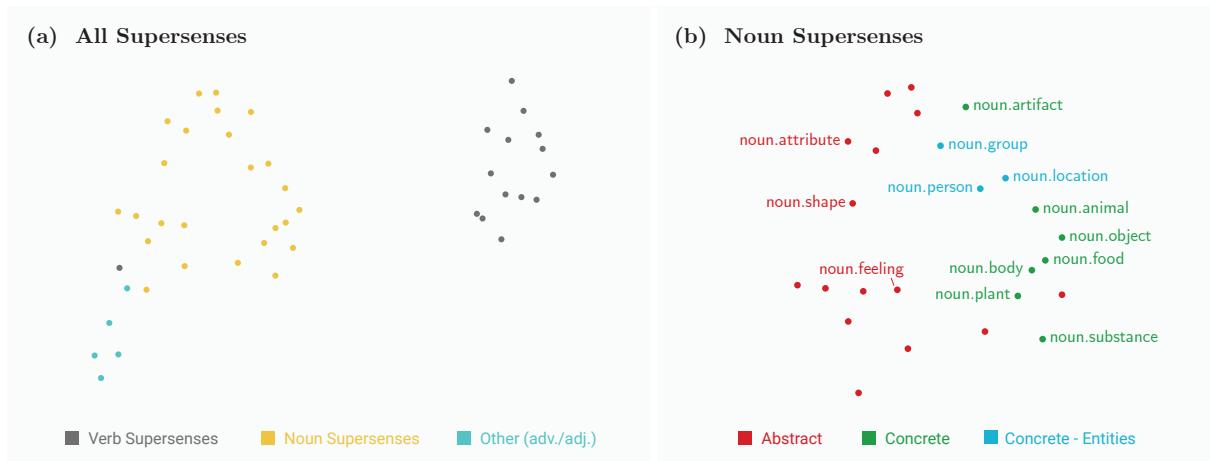 (a) All Supersenses
Verb Supersenses
Noun Supersenses
Other (adv./adj.)
(b) Noun Supersenses
noun.artifact
noun.attribute
noun.group
noun.location
noun.person
noun.shape
noun.animal
noun.object
noun.food
noun.body
noun.feeling
noun.plant
noun.substance
Abstract
Concrete
Concrete - Entities